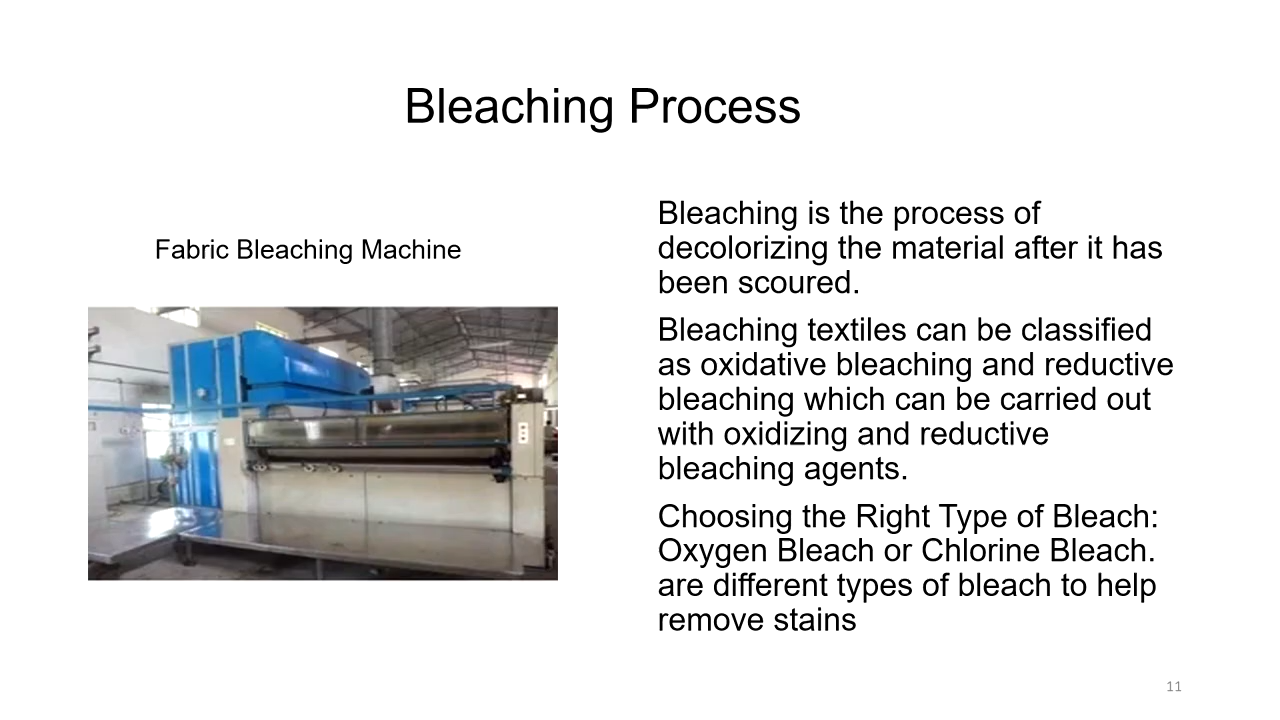 Bleaching Process
Fabric Bleaching Machine
Bleaching is the process of
decolorizing the material after it has
been scoured.
Bleaching textiles can be classified
as oxidative bleaching and reductive
bleaching which can be carried out
with oxidizing and reductive
bleaching agents.
Choosing the Right Type of Bleach:
Oxygen Bleach or Chlorine Bleach.
are different types of bleach to help
remove stains
11